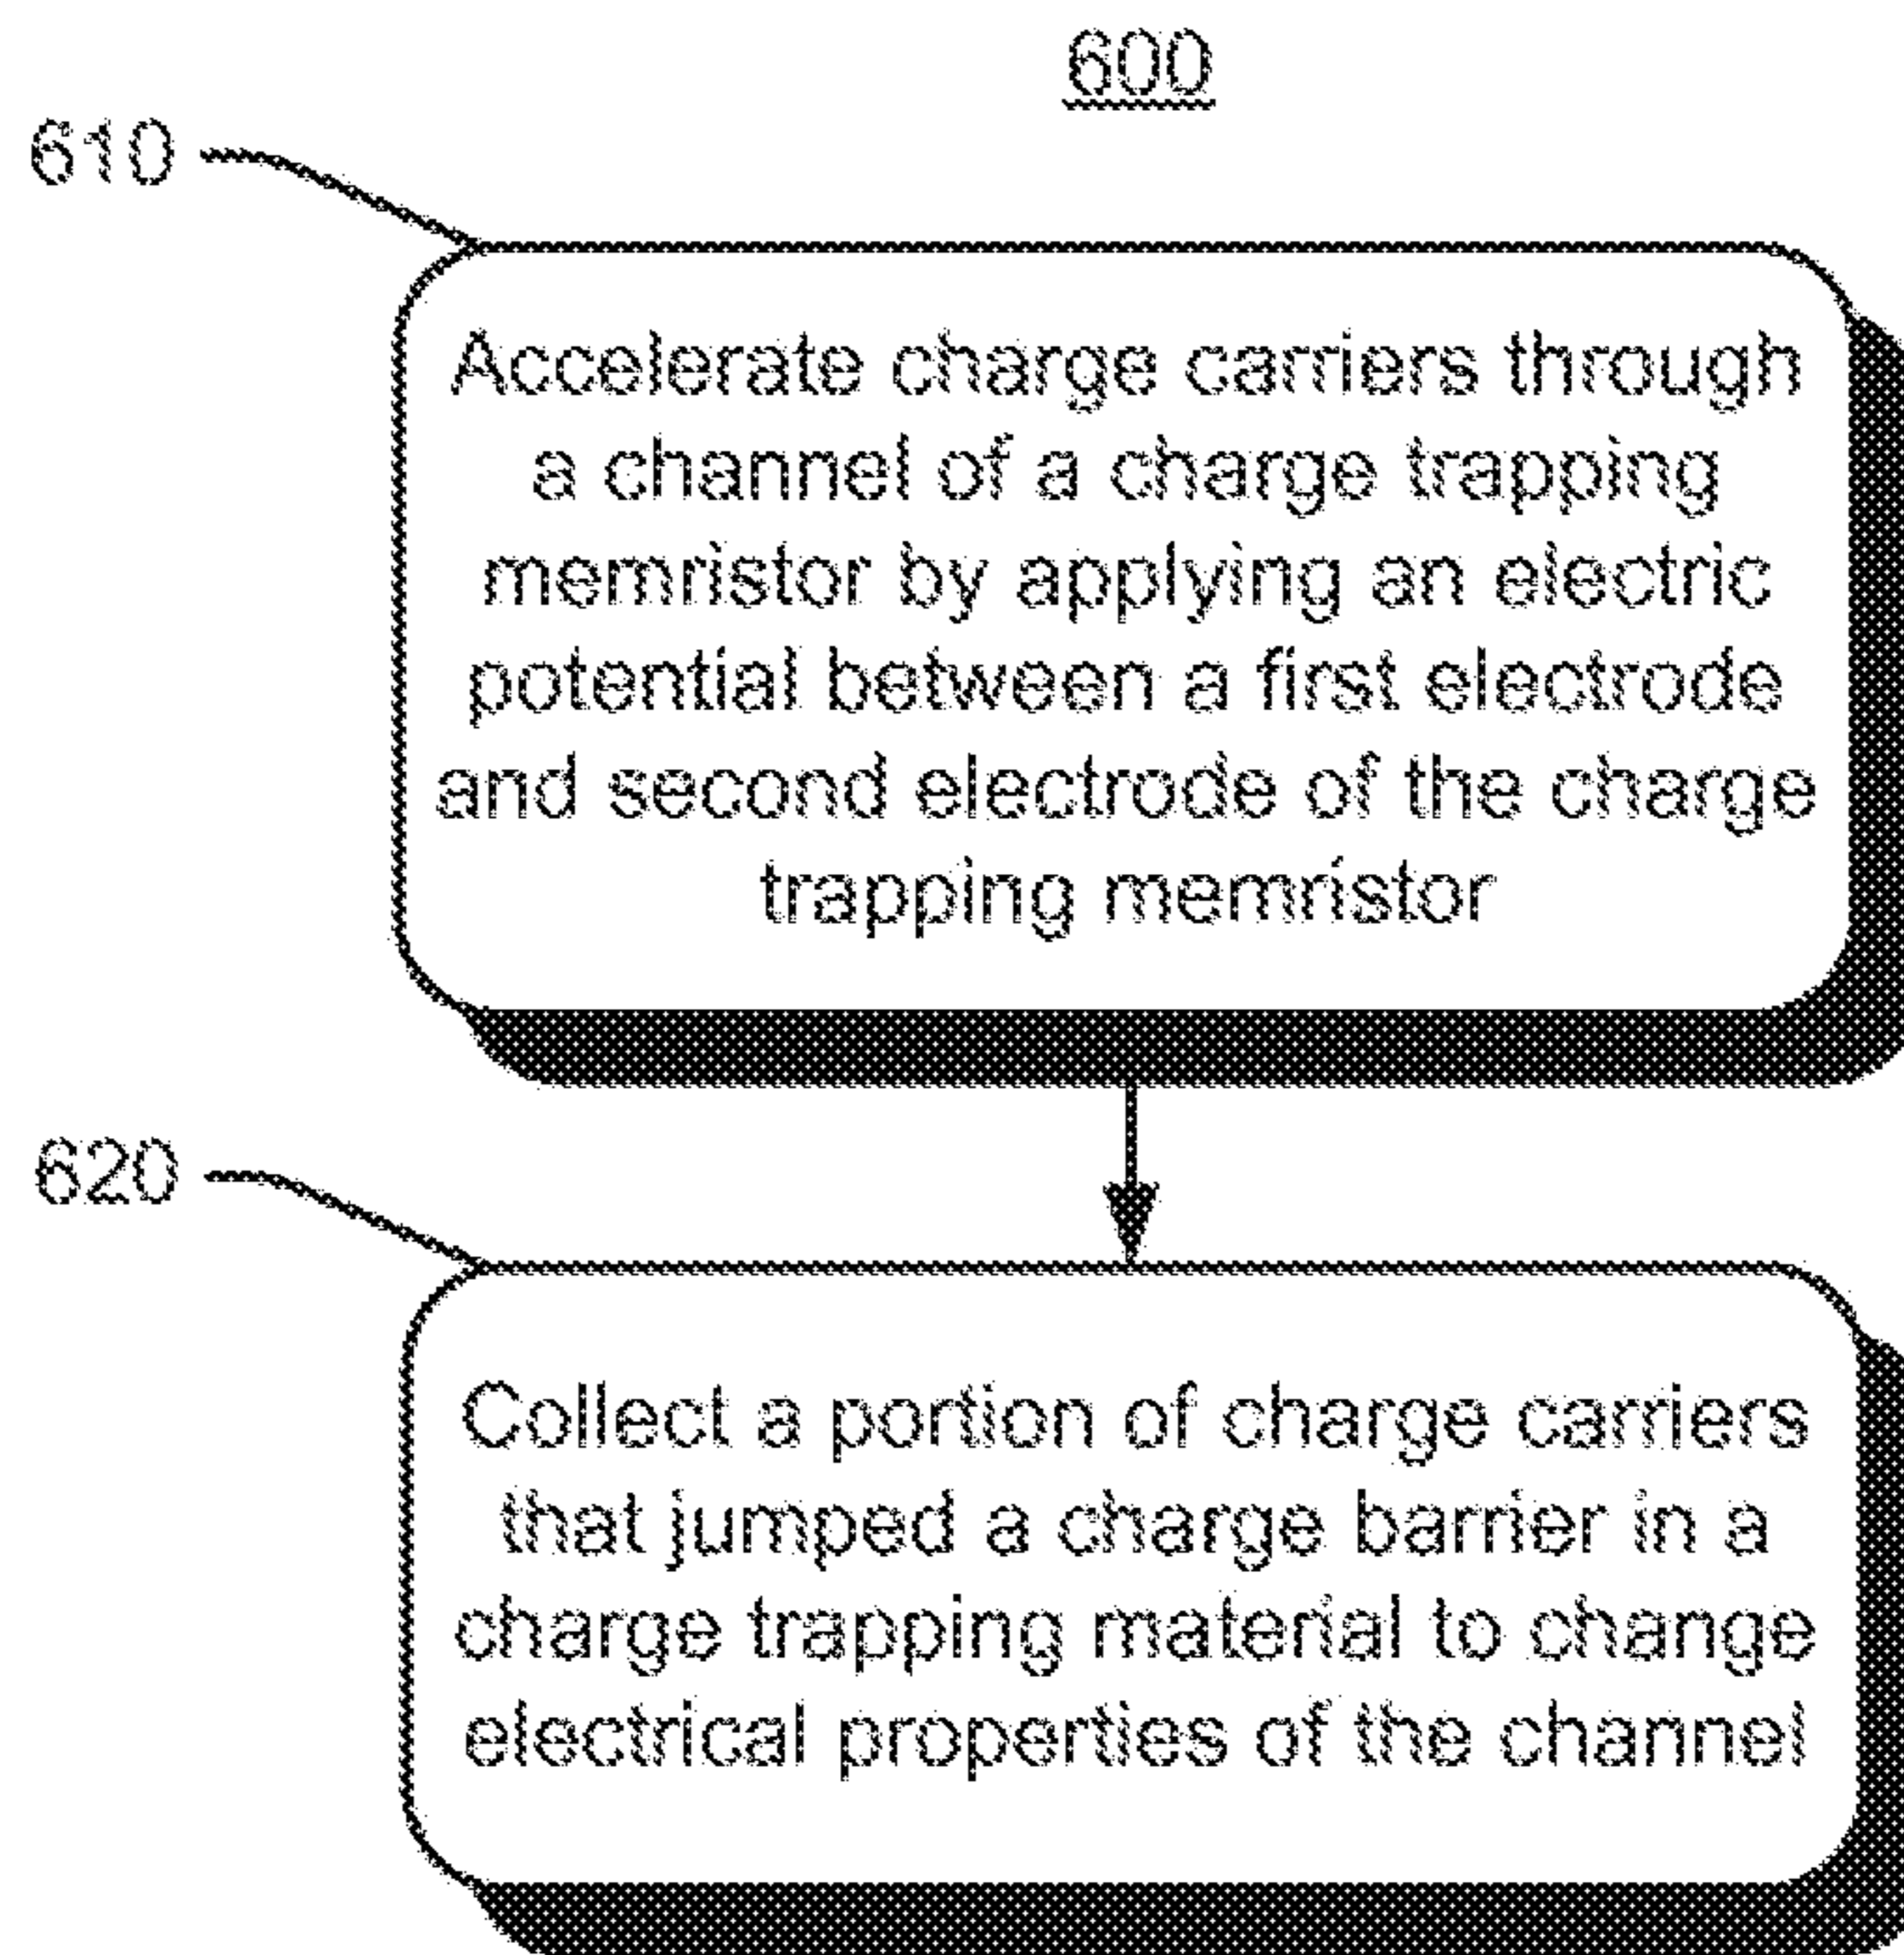 600
610
Accelerate charge carriers through
a channel of a charge trapping
memristor by applying an electric
potential between a first electrode
and second electrode of the charge
trapping memristor
620
Collect a portion of charge carriers
that jumped a charge barrier in a
charge trapping material to change
electrical properties of the channel